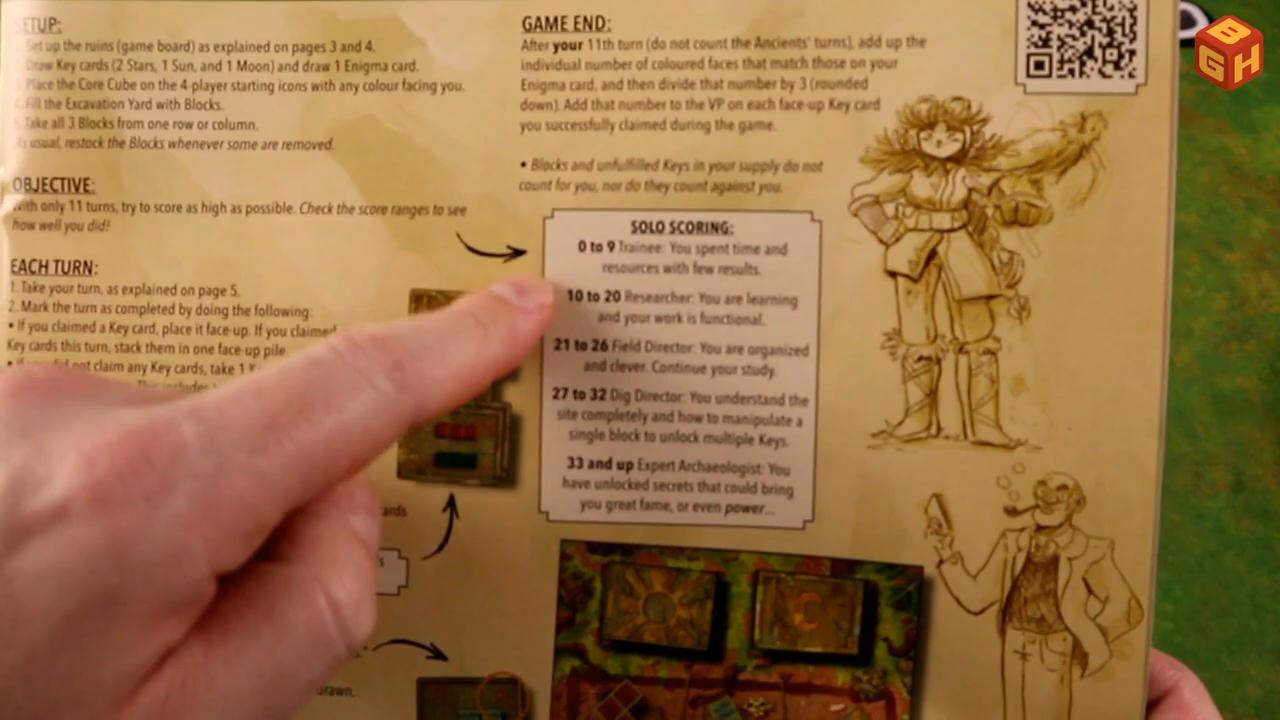 SETUP:
Set up the ruins (game board) as explained on pages 3 and 4.
Draw Key cards (2 Stars, 1 Sun, and 1 Moon) and draw 1 Enigma card.
Place the Core Cube on the 4-player starting icons with any colour facing you.
Fill the Excavation Yard with Blocks.
Take all 3 Blocks from one row or column.
As usual, restock the Blocks whenever some are removed.
OBJECTIVE:
With only 11 turns, try to score as high as possible. Check the score ranges to see
how well you did!
EACH TURN:
1. Take your turn, as explained on page 5.
2. Mark the turn as completed by doing the following:
• If you claimed a Key card, place it face-up. If you claimed
Key cards this turn, stack them in one face-up pile.
• If you did not claim any Key cards, take 1
This includes
ards
s
drawn.
GAME END:
After your 11th turn (do not count the Ancients' turns), add up the
individual number of coloured faces that match those on your
Enigma card, and then divide that number by 3 (rounded
down). Add that number to the VP on each face-up Key card
you successfully claimed during the game.
• Blocks and unfulfilled Keys in your supply do not
count for you, nor do they count against you.
SOLO SCORING:
0 to 9 Trainee: You spent time and
resources with few results.
10 to 20 Researcher: You are learning
and your work is functional.
21 to 26 Field Director: You are organized
and clever. Continue your study.
27 to 32 Dig Director: You understand the
site completely and how to manipulate a
single block to unlock multiple Keys.
33 and up Expert Archaeologist: You
have unlocked secrets that could bring
you great fame, or even power...
BGH